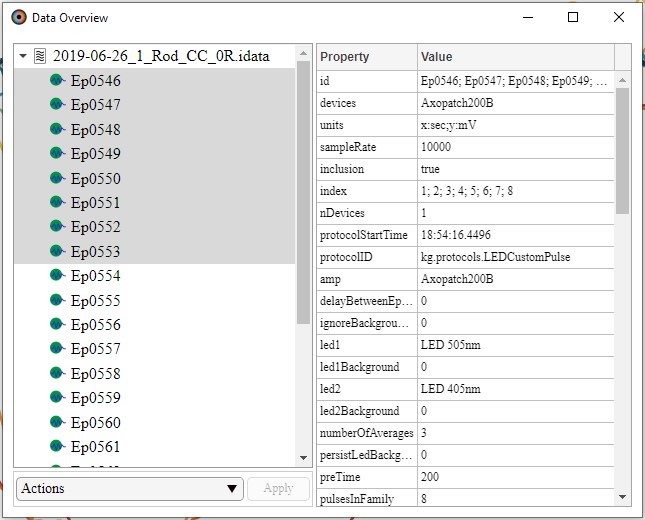 Data Overview
2019-06-26_1_Rod_CC_0R.idata
Ep0546
Ep0547
Ep0548
Ep0549
Ep0550
Ep0551
Ep0552
Ep0553
Ep0554
Ep0555
Ep0556
Ep0557
Ep0558
Ep0559
Ep0560
Ep0561
Actions
Apply
Property Value
id Ep0546; Ep0547; Ep0548; Ep0549; ...
devices Axopatch200B
units x:sec;y:mV
sampleRate 10000
inclusion true
index 1; 2; 3; 4; 5; 6; 7; 8
nDevices 1
protocolStartTime 18:54:16.4496
protocolID kg.protocols.LEDCustomPulse
amp Axopatch200B
delayBetweenEp... 0
ignoreBackgrou... 0
led1 LED 505nm
led1Background 0
led2 LED 405nm
led2Background 0
numberOfAverages 3
persistLedBackg... 0
preTime 200
pulsesInFamily 8